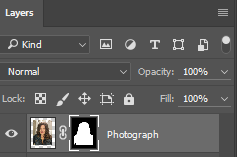 Layers
Kind
Normal Opacity: 100%
Lock: Fill: 100%
Photograph